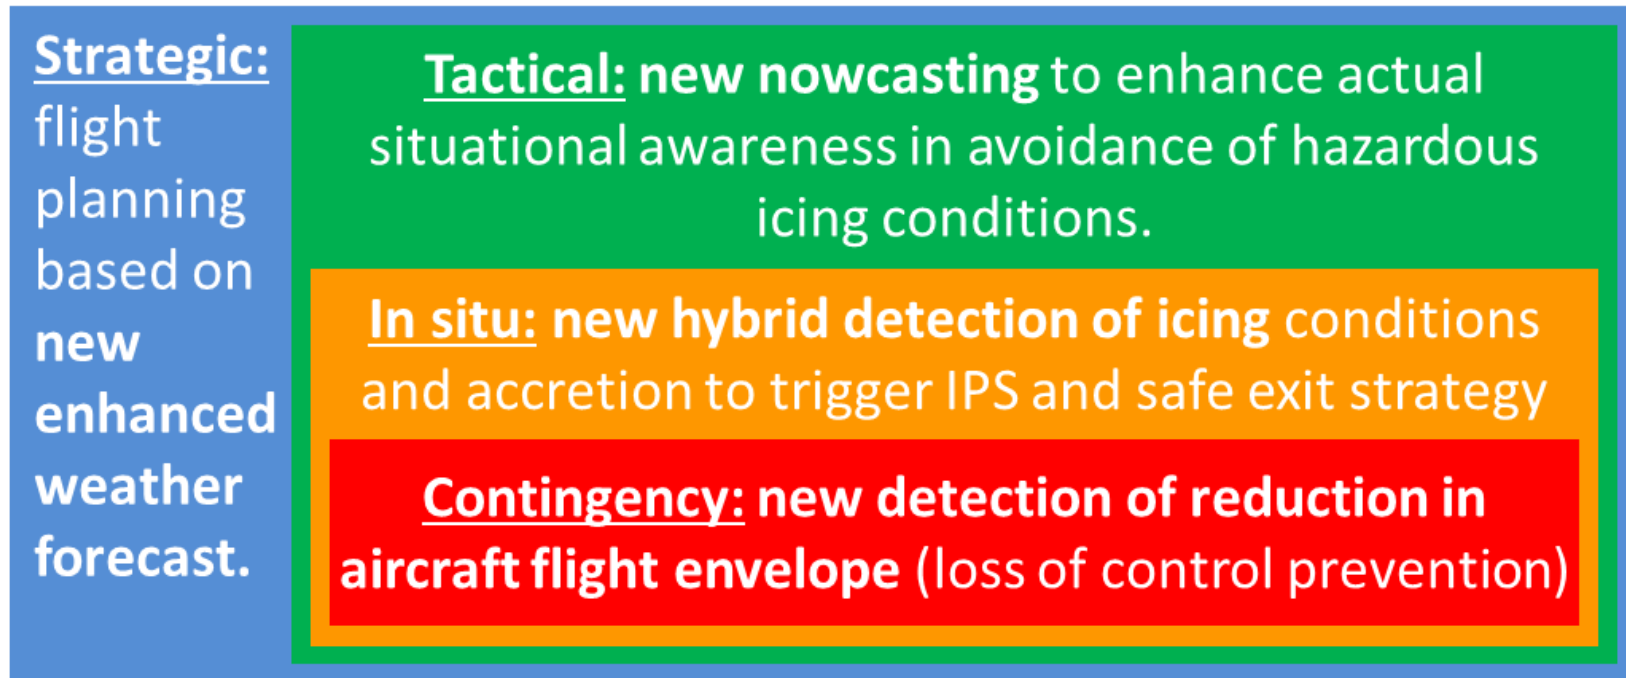 Strategic:
flight
planning
based on
new
enhanced
weather
forecast.
Tactical: new nowcasting to enhance actual
situational awareness in avoidance of hazardous
icing conditions.
In situ: new hybrid detection of icing conditions
and accretion to trigger IPS and safe exit strategy
Contingency: new detection of reduction in
aircraft flight envelope (loss of control prevention)